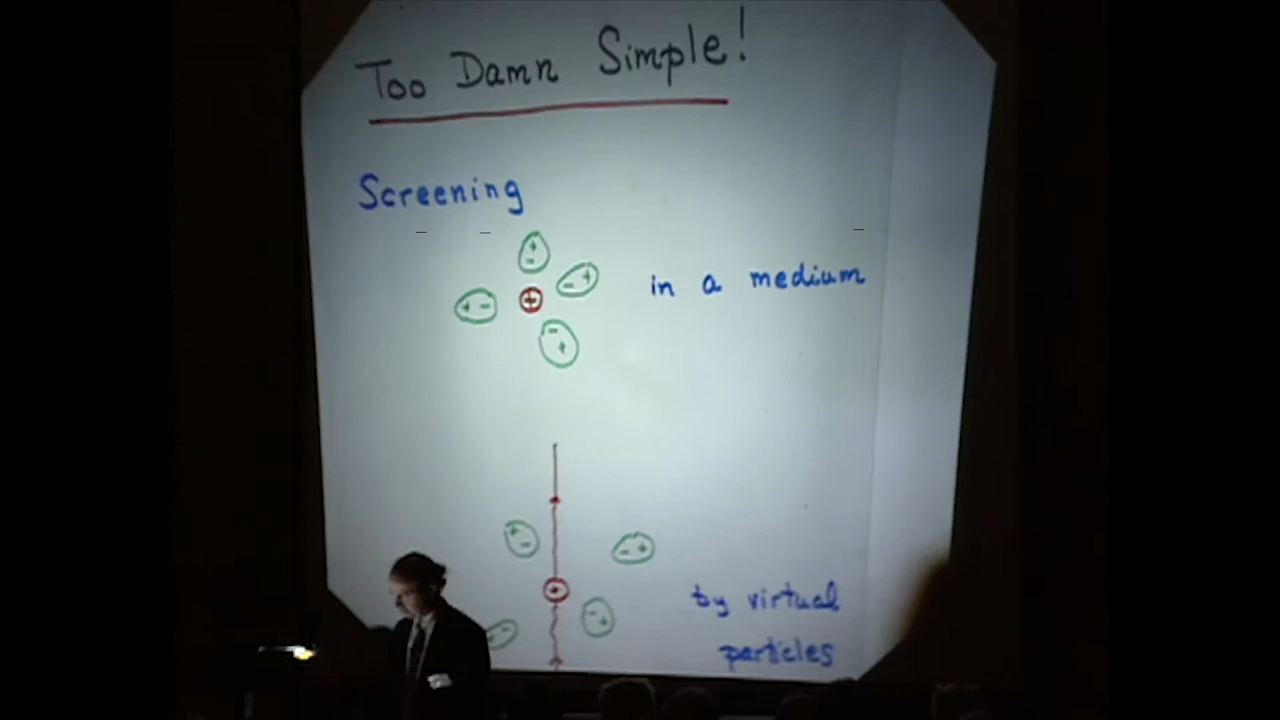 Too Damn Simple!
Screening
in a medium
by virtual
particles